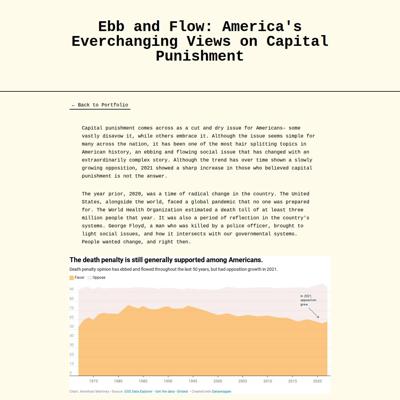 Ebb and Flow: America's
Everchanging Views on Capital
Punishment
← Back to Portfolio
Capital punishment comes across as a cut and dry issue for Americans- some
vastly disavow it, while others embrace it. Although the issue seems simple for
many across the nation, it has been one of the most hair splitting topics in
American history, an ebbing and flowing social issue that has changed with an
extraordinarily complex story. Although the trend has over time shown a slowly
growing opposition, 2021 showed a sharp increase in those who believed capital
punishment is not the answer.
The year prior, 2020, was a time of radical change in the country. The United
States, alongside the world, faced a global pandemic that no one was prepared
for. The World Health Organization estimated a death toll of at least three
million people that year. It was also a period of reflection in the country's
systems. George Floyd, a man who was killed by a police officer, brought to
light social issues, and how it intersects with our governmental systems.
People wanted change, and right then.
The death penalty is still generally supported among Americans.
Death penalty opinion has ebbed and flowed throughout the last 50 years, but had opposition growth in 2021.
Favor Oppose
90
80
70
60
50
40
30
20
10
0
In 2021,
opposition
grew
1975 1980 1985 1990 1995 2000 2005 2010 2015 2020
GSS Data Explorer · Get the data · Embed · Created with Datawrapper